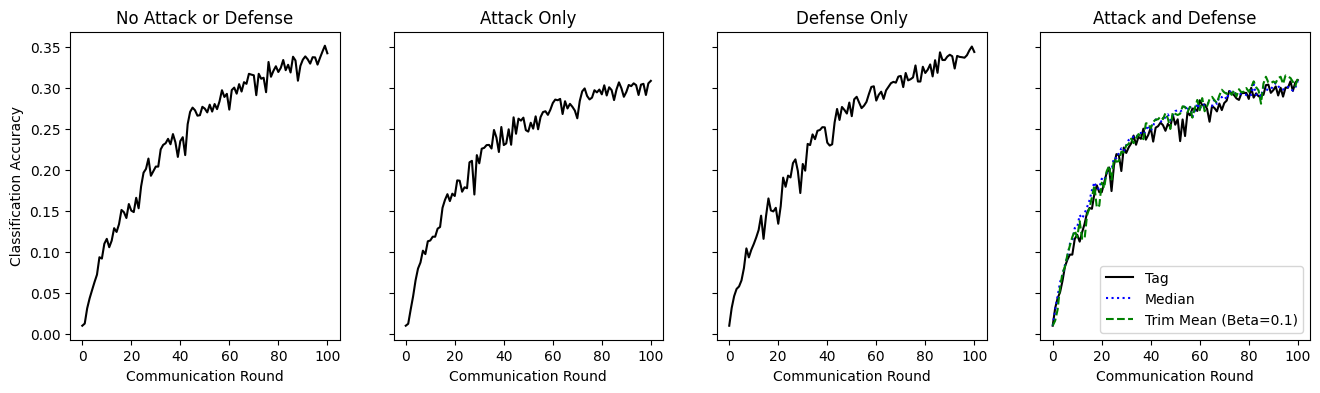 No Attack or Defense
Attack Only
Defense Only
Attack and Defense
Classification Accuracy
0.35
0.30
0.25
0.20
0.15
0.10
0.05
0.00
0 20 40 60 80 100
0 20 40 60 80 100
0 20 40 60 80 100
0 20 40 60 80 100
Communication Round
Communication Round
Communication Round
Communication Round
Tag
Median
Trim Mean (Beta=0.1)